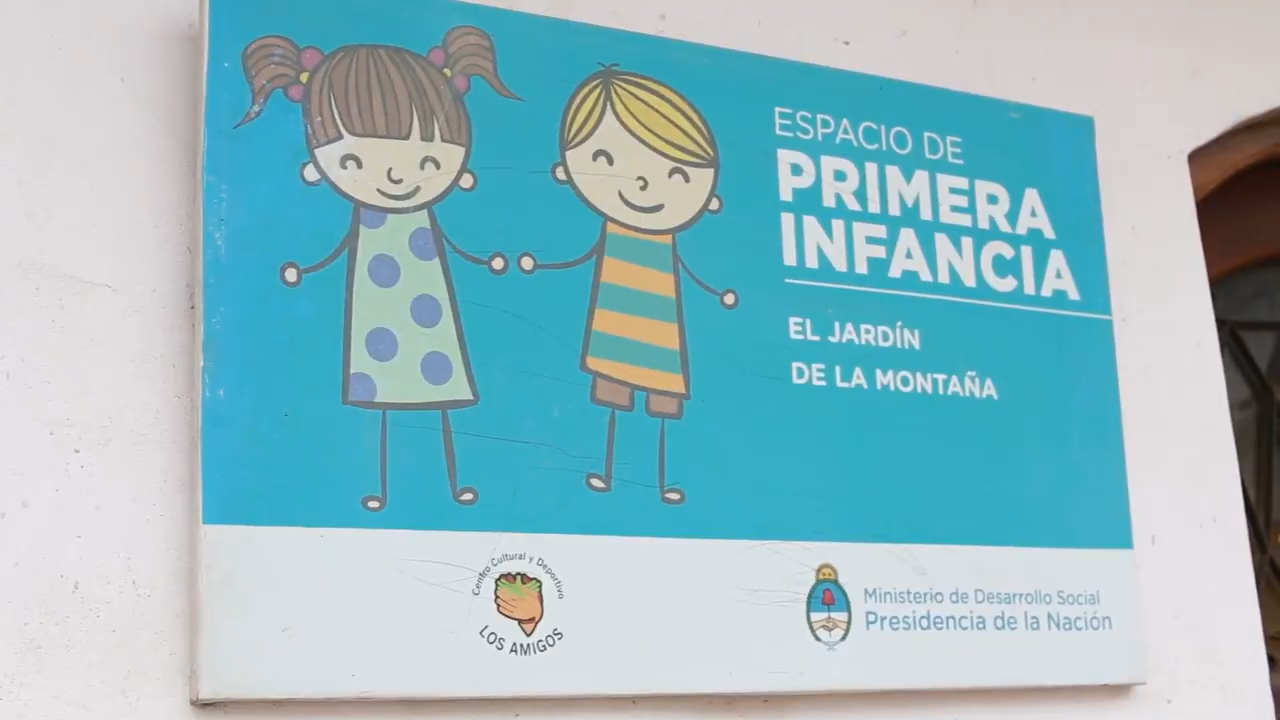 ESPACIO DE
PRIMERA
INFANCIA
EL JARDÍN
DE LA MONTAÑA
Centro Cultural y Deportivo
LOS AMIGOS
Ministerio de Desarrollo Social
Presidencia de la Nación